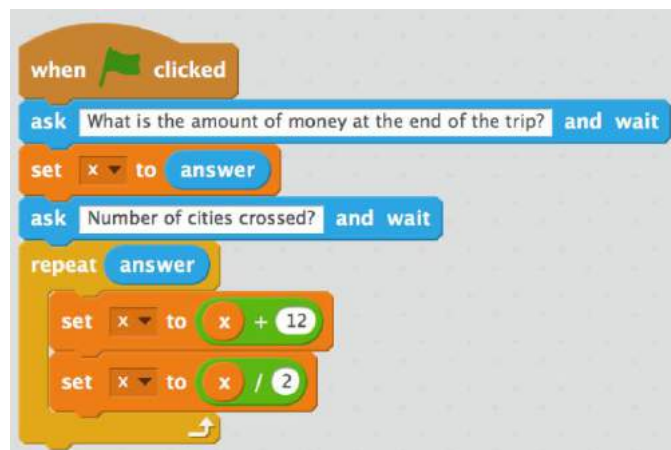 when clicked
ask What is the amount of money at the end of the trip? and wait
set x to answer
ask Number of cities crossed? and wait
repeat answer
set x to x + 12
set x to x / 2